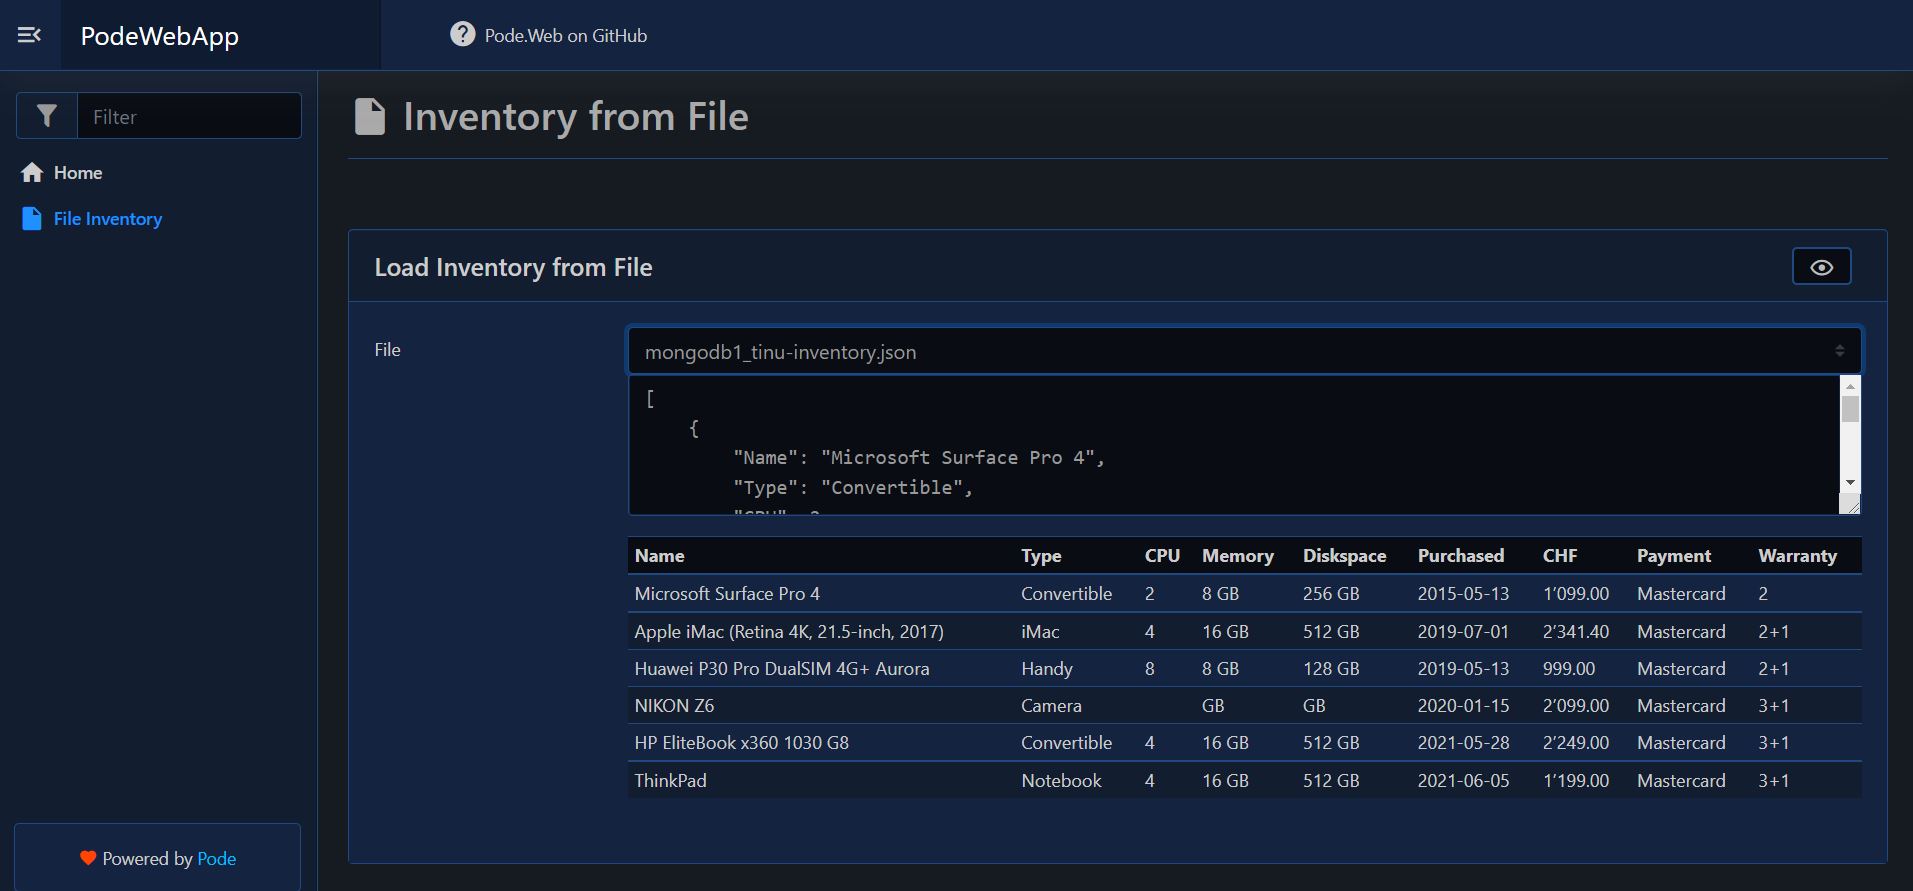 PodeWebApp
Pode.Web on GitHub
Filter
Home
File Inventory
Powered by Pode
Inventory from File
Load Inventory from File
File
mongodb1_tinu-inventory.json
[
{
"Name": "Microsoft Surface Pro 4",
"Type": "Convertible",
Name Type CPU Memory Diskspace Purchased CHF Payment Warranty
Microsoft Surface Pro 4 Convertible 2 8 GB 256 GB 2015-05-13 1’099.00 Mastercard 2
Apple iMac (Retina 4K, 21.5-inch, 2017) iMac 4 16 GB 512 GB 2019-07-01 2’341.40 Mastercard 2+1
Huawei P30 Pro DualSIM 4G+ Aurora Handy 8 8 GB 128 GB 2019-05-13 999.00 Mastercard 2+1
NIKON Z6 Camera GB GB 2020-01-15 2’099.00 Mastercard 3+1
HP EliteBook x360 1030 G8 Convertible 4 16 GB 512 GB 2021-05-28 2’249.00 Mastercard 3+1
ThinkPad Notebook 4 16 GB 512 GB 2021-06-05 1’199.00 Mastercard 3+1